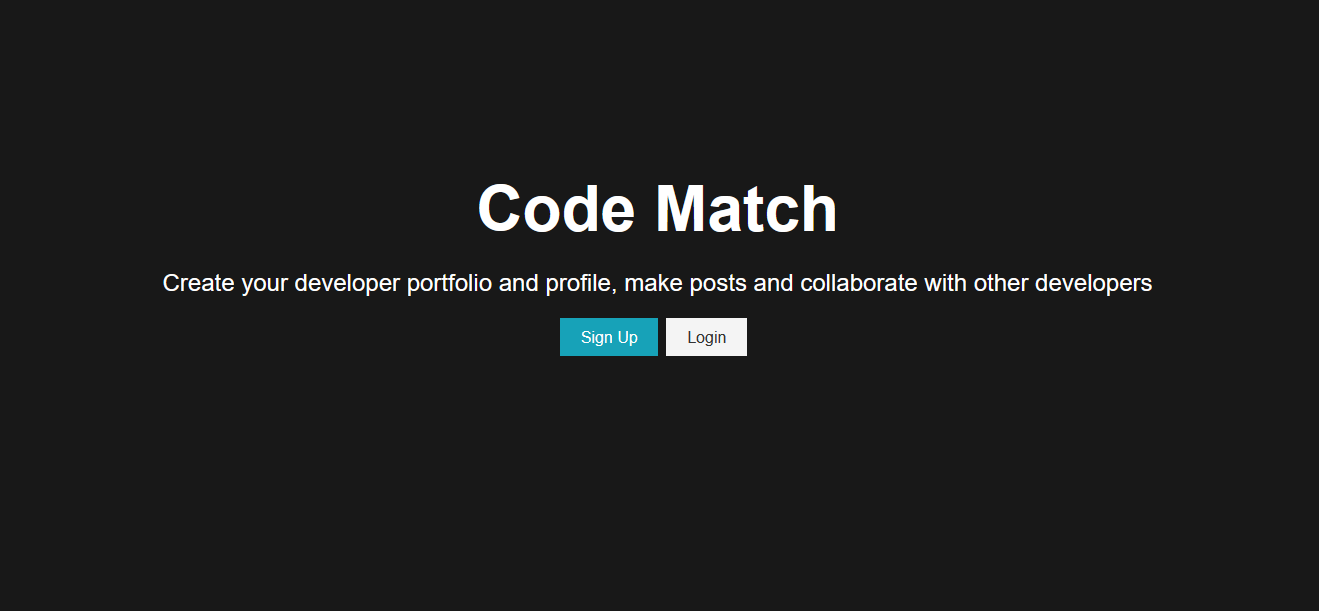 Code Match
Create your developer portfolio and profile, make posts and collaborate with other developers
Sign Up Login